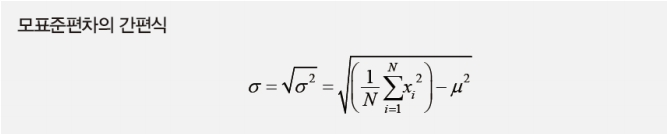 모표준편차의 간편식
σ = √σ² = √((1/N ∑_{i=1}^{N} x_i²) − μ²)